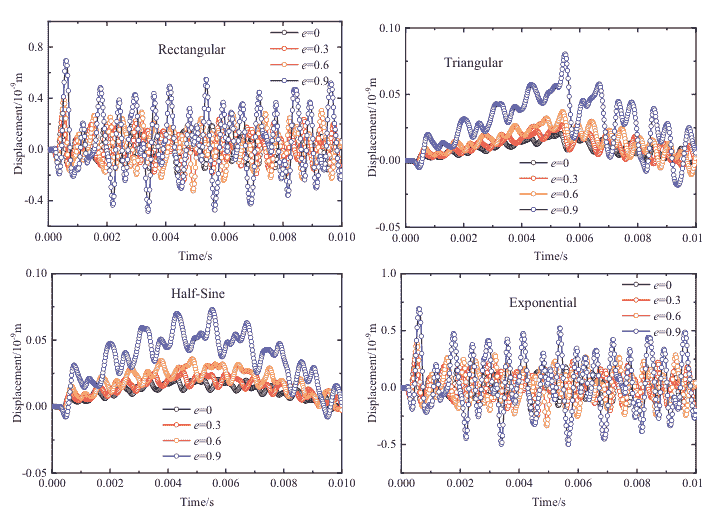 Rectangular
e=0
e=0.3
e=0.6
e=0.9
0.8
0.4
0.0
-0.4
Displacement/10⁻⁹m
0.000 0.002 0.004 0.006 0.008 0.010
Time/s
Triangular
0.10
0.05
0.00
-0.05
Displacement/10⁻⁹m
e=0
e=0.3
e=0.6
e=0.9
0.000 0.002 0.004 0.006 0.008 0.01
Time/s
Half-Sine
0.10
0.05
0.00
-0.05
Displacement/10⁻⁹m
e=0
e=0.3
e=0.6
e=0.9
0.000 0.002 0.004 0.006 0.008 0.010
Time/s
Exponential
e=0
e=0.3
e=0.6
e=0.9
1.0
0.5
0.0
-0.5
Displacement/10⁻⁹m
0.000 0.002 0.004 0.006 0.008 0.01
Time/s